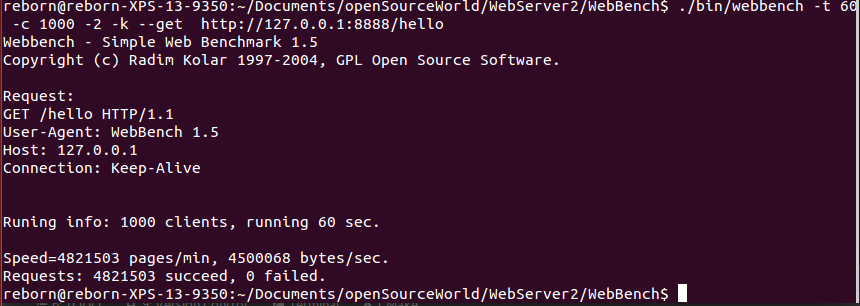 reborn@reborn-XPS-13-9350:~/Documents/openSourceWorld/WebServer2/WebBench$ ./bin/webbench -t 60
-c 1000 -2 -k --get  http://127.0.0.1:8888/hello
Webbench - Simple Web Benchmark 1.5
Copyright (c) Radim Kolar 1997-2004, GPL Open Source Software.
Request:
GET /hello HTTP/1.1
User-Agent: WebBench 1.5
Host: 127.0.0.1
Connection: Keep-Alive
Runing info: 1000 clients, running 60 sec.
Speed=4821503 pages/min, 4500068 bytes/sec.
Requests: 4821503 succeed, 0 failed.
reborn@reborn-XPS-13-9350:~/Documents/openSourceWorld/WebServer2/WebBench$